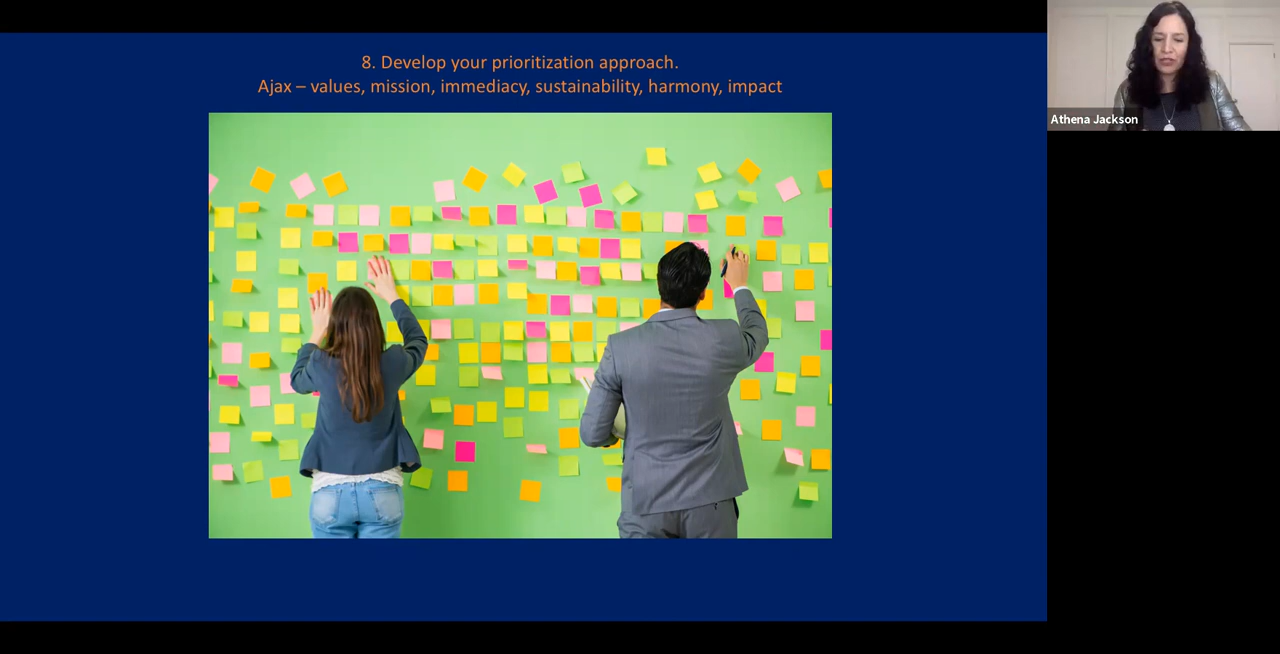 8. Develop your prioritization approach.
Ajax – values, mission, immediacy, sustainability, harmony, impact
Athena Jackson